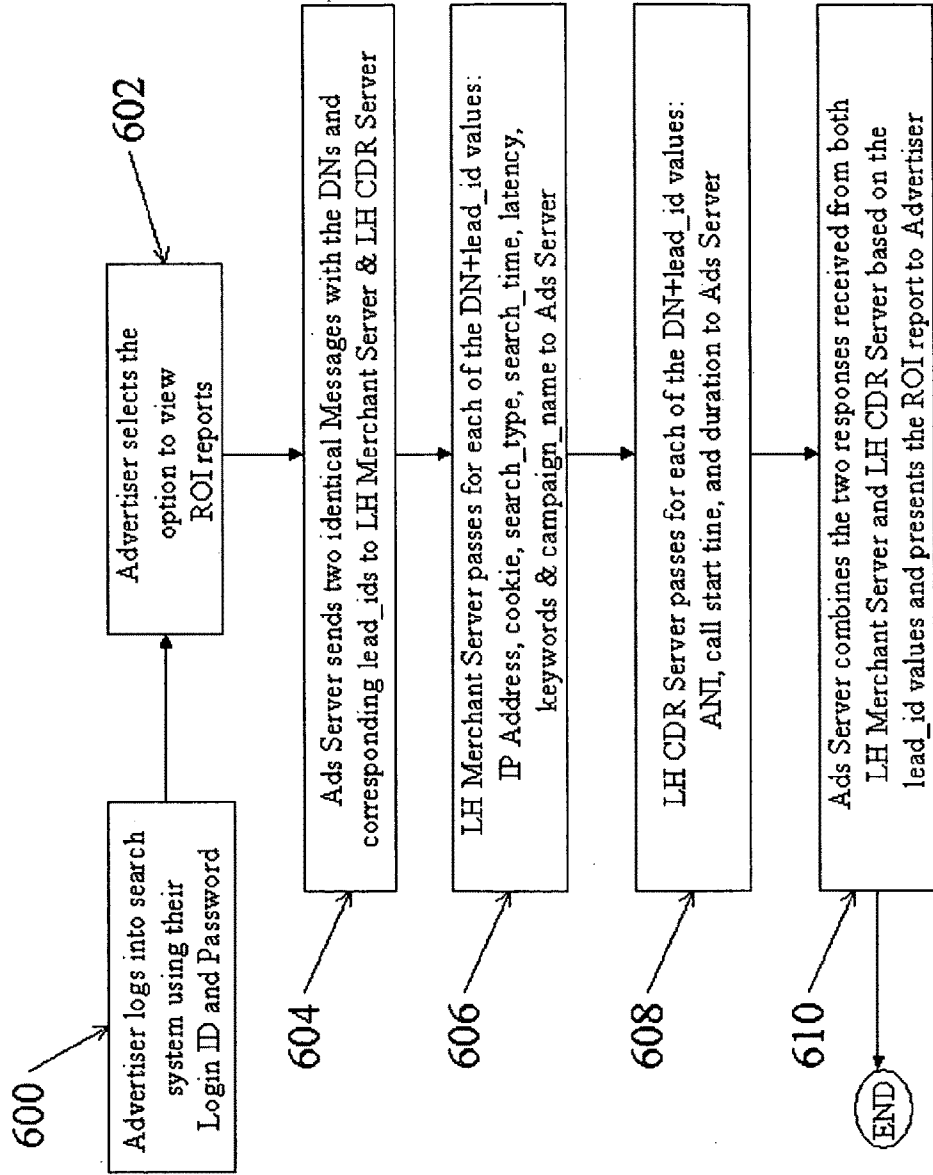 600
Advertiser logs into search
system using their
Login ID and Password
602
Advertiser selects the
option to view
ROI reports
604
Ads Server sends two identical Messages with the DNs and
corresponding lead_ids to LH Merchant Server & LH CDR Server
606
LH Merchant Server passes for each of the DN+lead_id values:
IP Address, cookie, search_type, search_time, latency,
keywords & campaign_name to Ads Server
608
LH CDR Server passes for each of the DN+lead_id values:
ANI, call start tine, and duration to Ads Server
610
Ads Server combines the two responses received from both
LH Merchant Server and LH CDR Server based on the
lead_id values and presents the ROI report to Advertiser
END